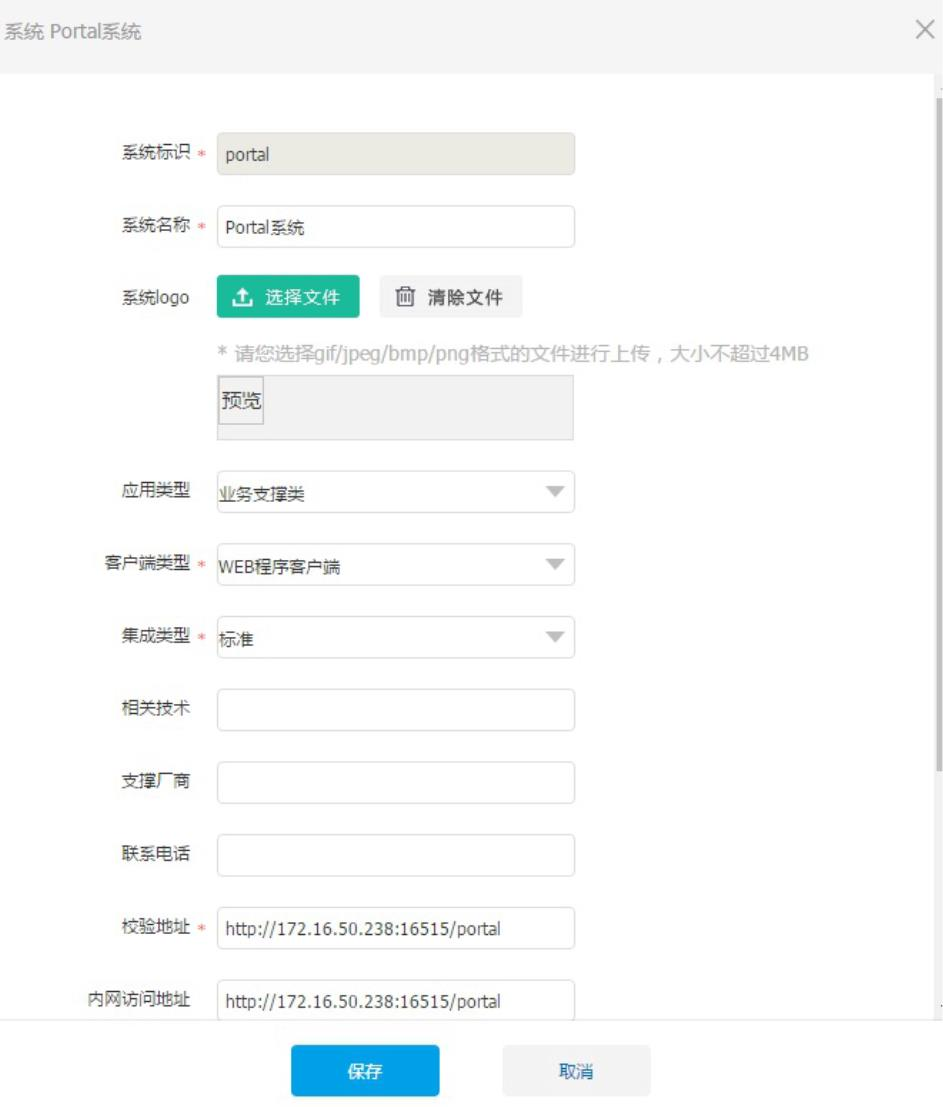 系统 Portal系统
系统标识 * portal
系统名称 * Portal系统
系统logo 选择文件 清除文件
* 请您选择gif/jpeg/bmp/png格式的文件进行上传，大小不超过4MB
预览
应用类型 业务支撑类
客户端类型 * WEB程序客户端
集成类型 * 标准
相关技术
支撑厂商
联系电话
校验地址 * http://172.16.50.238:16515/portal
内网访问地址 http://172.16.50.238:16515/portal
保存 取消